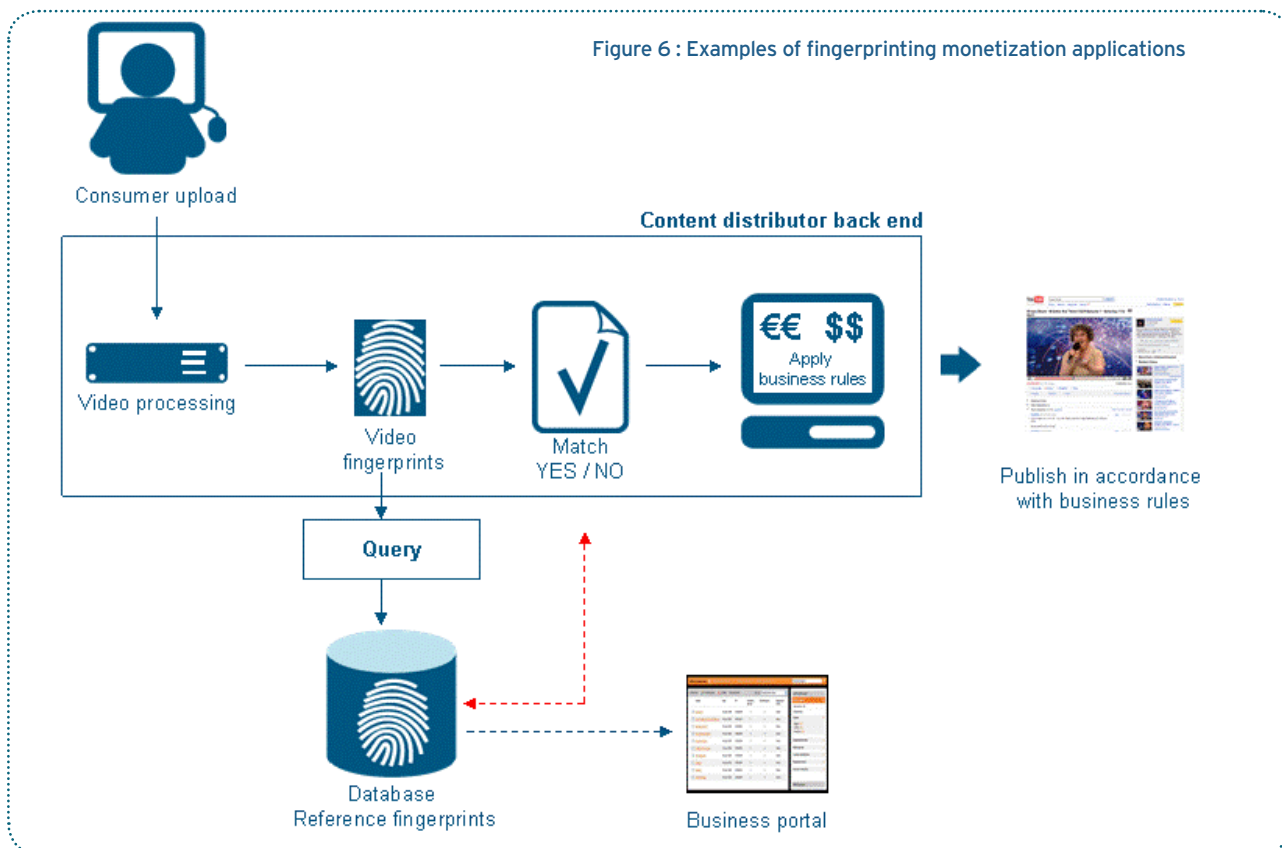 Figure 6 : Examples of fingerprinting monetization applications
Consumer upload
Content distributor back end
Video processing
Video
fingerprints
Match
YES / NO
€€ $$
Apply
business rules
Publish in accordance
with business rules
Query
Database
Reference fingerprints
Business portal